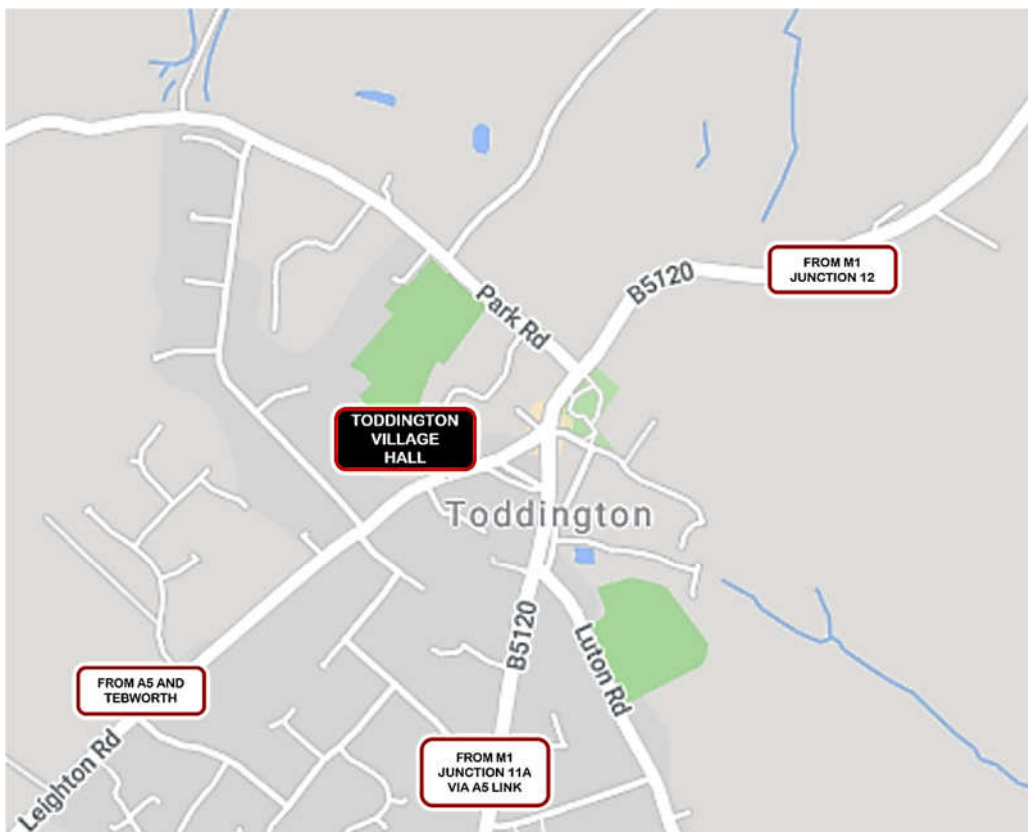 FROM M1
JUNCTION 12
B5120
Park Rd
TODDINGTON
VILLAGE
HALL
Toddington
B5120
Luton Rd
FROM A5 AND
TEBWORTH
Leighton Rd
FROM M1
JUNCTION 11A
VIA A5 LINK